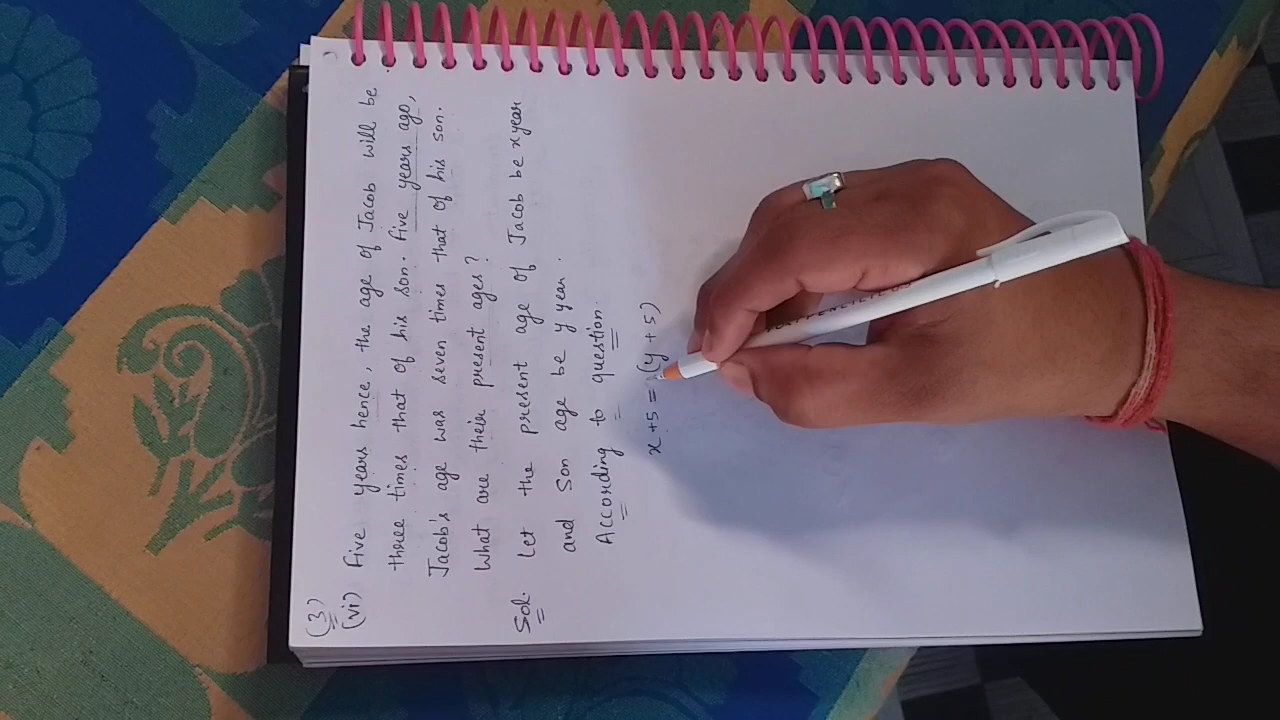 (3)
(vi) Five years hence, the age of Jacob will be
three times that of his son. Five years ago,
Jacob's age was seven times that of his son.
What are their present ages?
Sol. Let the present age of Jacob be x year
and son age be y year.
According to question.
x + 5 = (y + 5)